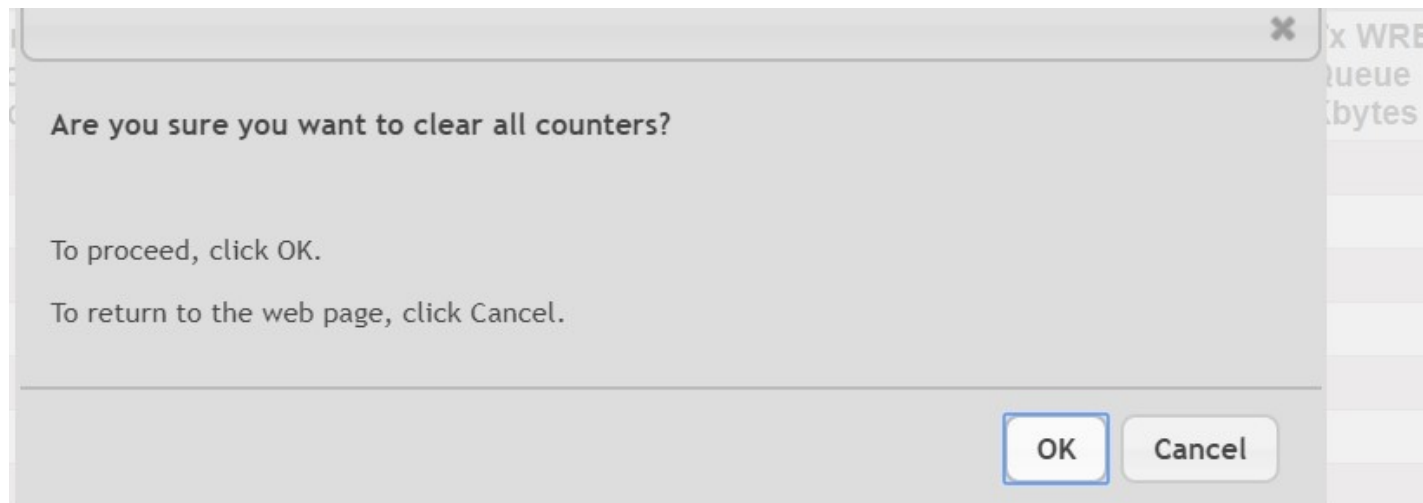 Are you sure you want to clear all counters?
To proceed, click OK.
To return to the web page, click Cancel.
OK Cancel
Kbytes